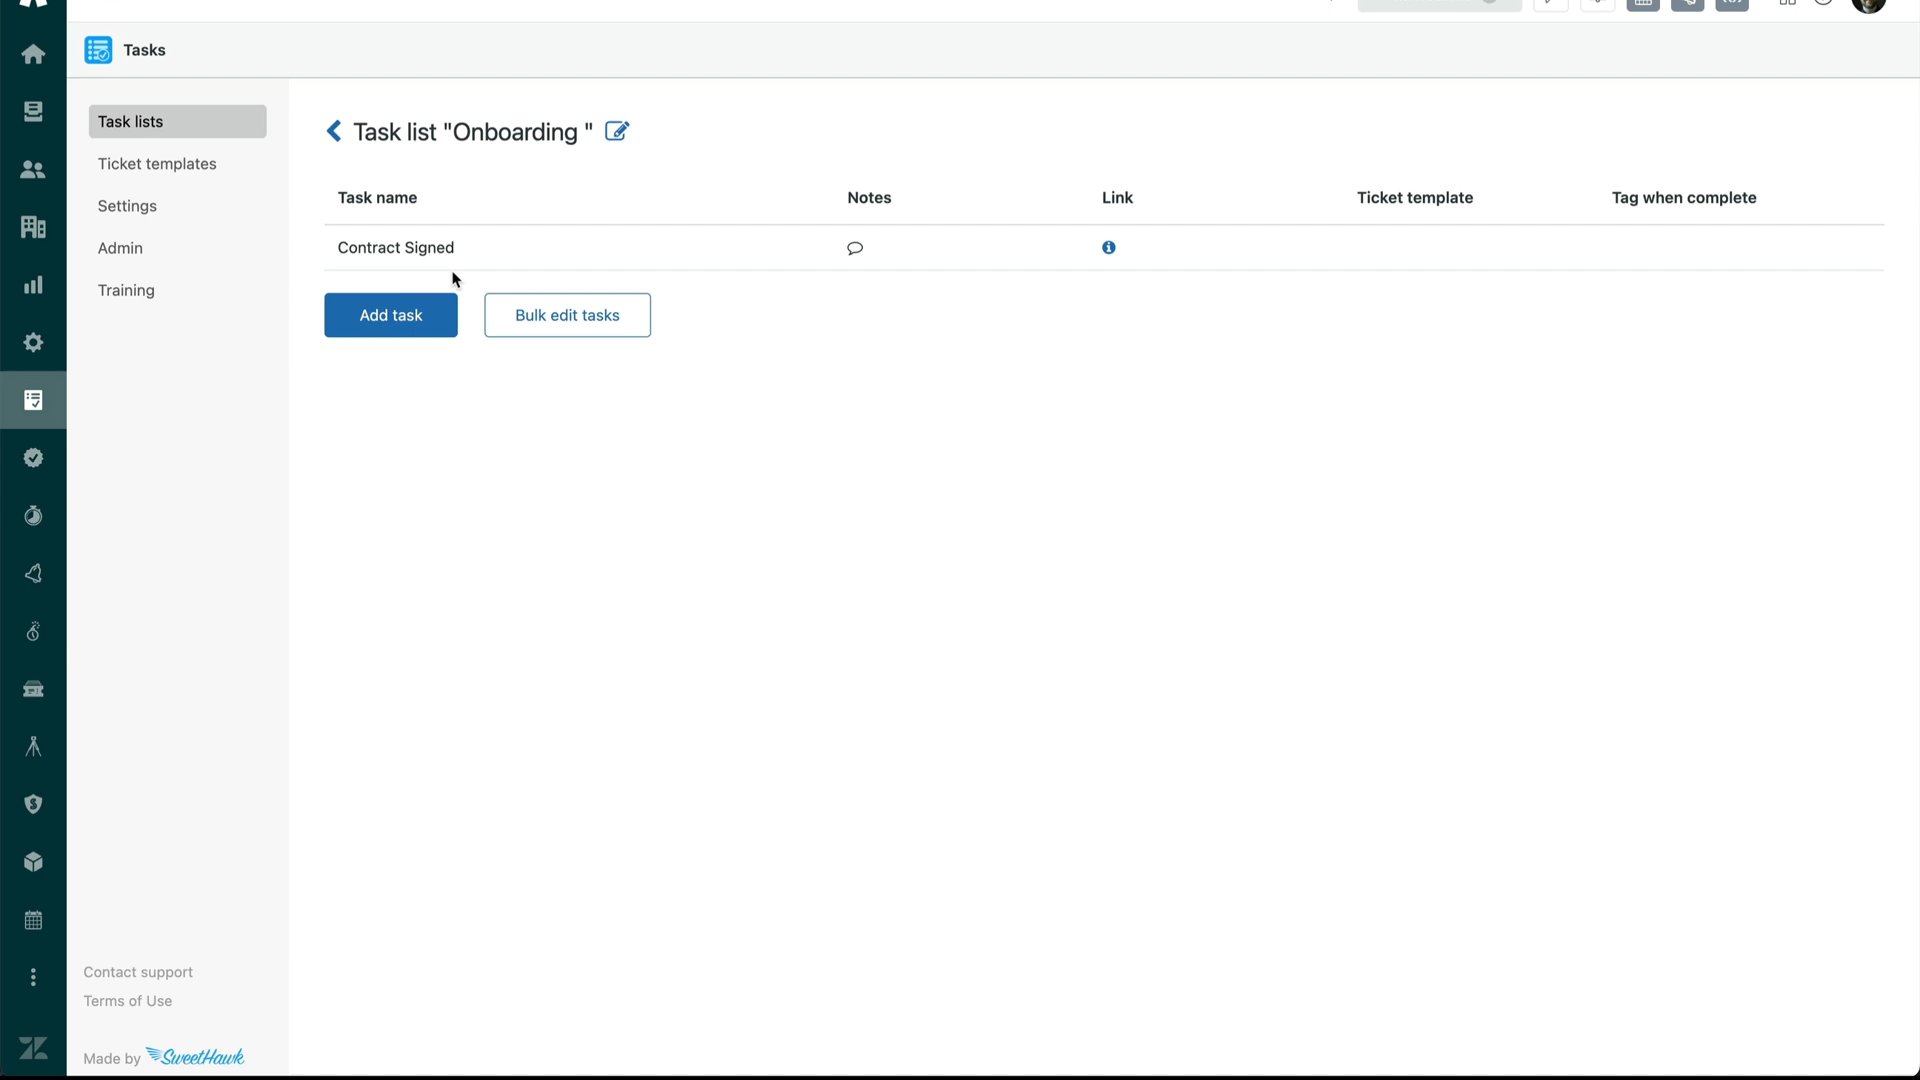 Tasks
Task lists
Ticket templates
Settings
Admin
Training
Task list "Onboarding "
Task name Notes Link Ticket template Tag when complete
Contract Signed
Add task Bulk edit tasks
Contact support
Terms of Use
Made by SweetHawk